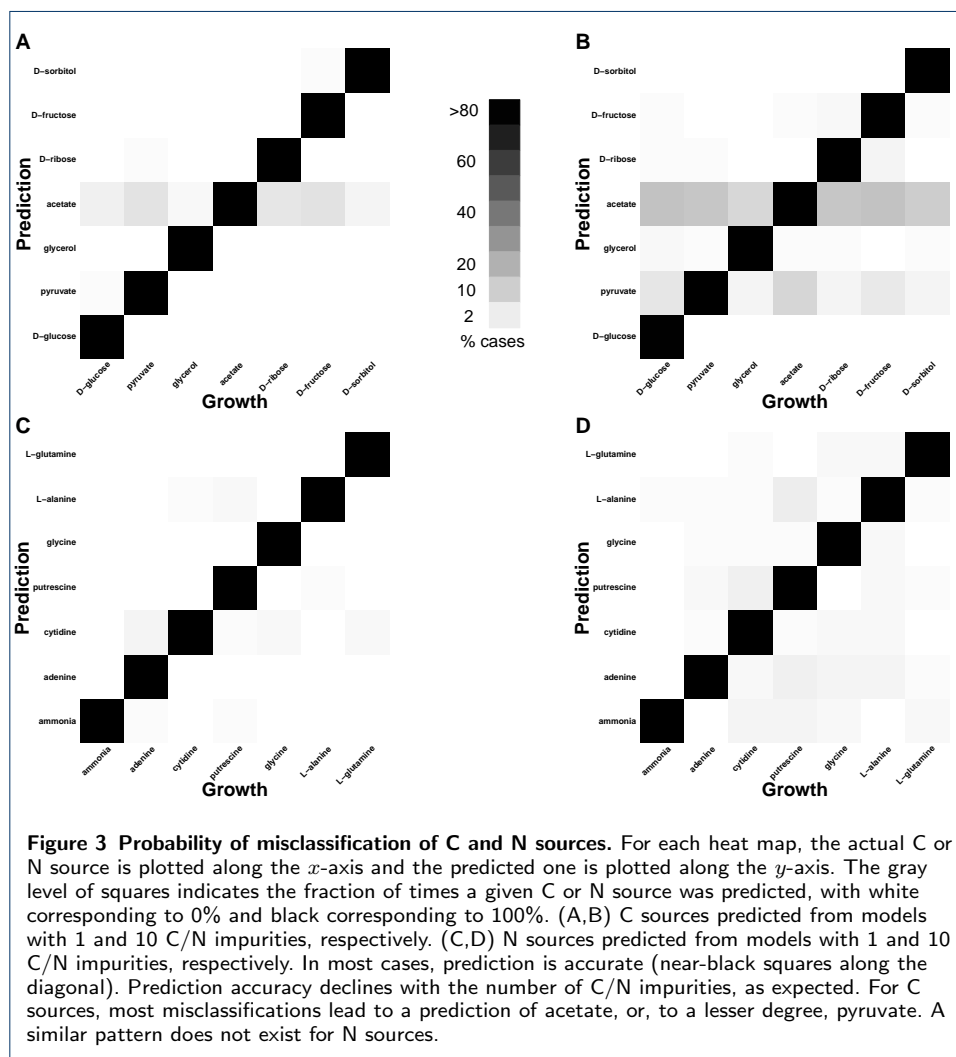 A
D−sorbitol
D−fructose
D−ribose
acetate
glycerol
pyruvate
D−glucose
Prediction
D−glucose
pyruvate
glycerol
acetate
D−ribose
D−fructose
D−sorbitol
Growth
>80
60
40
20
10
2
% cases
B
D−sorbitol
D−fructose
D−ribose
acetate
glycerol
pyruvate
D−glucose
Prediction
D−glucose
pyruvate
glycerol
acetate
D−ribose
D−fructose
D−sorbitol
Growth
C
L−glutamine
L−alanine
glycine
putrescine
cytidine
adenine
ammonia
Prediction
ammonia
adenine
cytidine
putrescine
glycine
L−alanine
L−glutamine
Growth
D
L−glutamine
L−alanine
glycine
putrescine
cytidine
adenine
ammonia
Prediction
ammonia
adenine
cytidine
putrescine
glycine
L−alanine
L−glutamine
Growth
Figure 3 Probability of misclassification of C and N sources. For each heat map, the actual C or
N source is plotted along the x-axis and the predicted one is plotted along the y-axis. The gray
level of squares indicates the fraction of times a given C or N source was predicted, with white
corresponding to 0% and black corresponding to 100%. (A,B) C sources predicted from models
with 1 and 10 C/N impurities, respectively. (C,D) N sources predicted from models with 1 and 10
C/N impurities, respectively. In most cases, prediction is accurate (near-black squares along the
diagonal). Prediction accuracy declines with the number of C/N impurities, as expected. For C
sources, most misclassifications lead to a prediction of acetate, or, to a lesser degree, pyruvate. A
similar pattern does not exist for N sources.